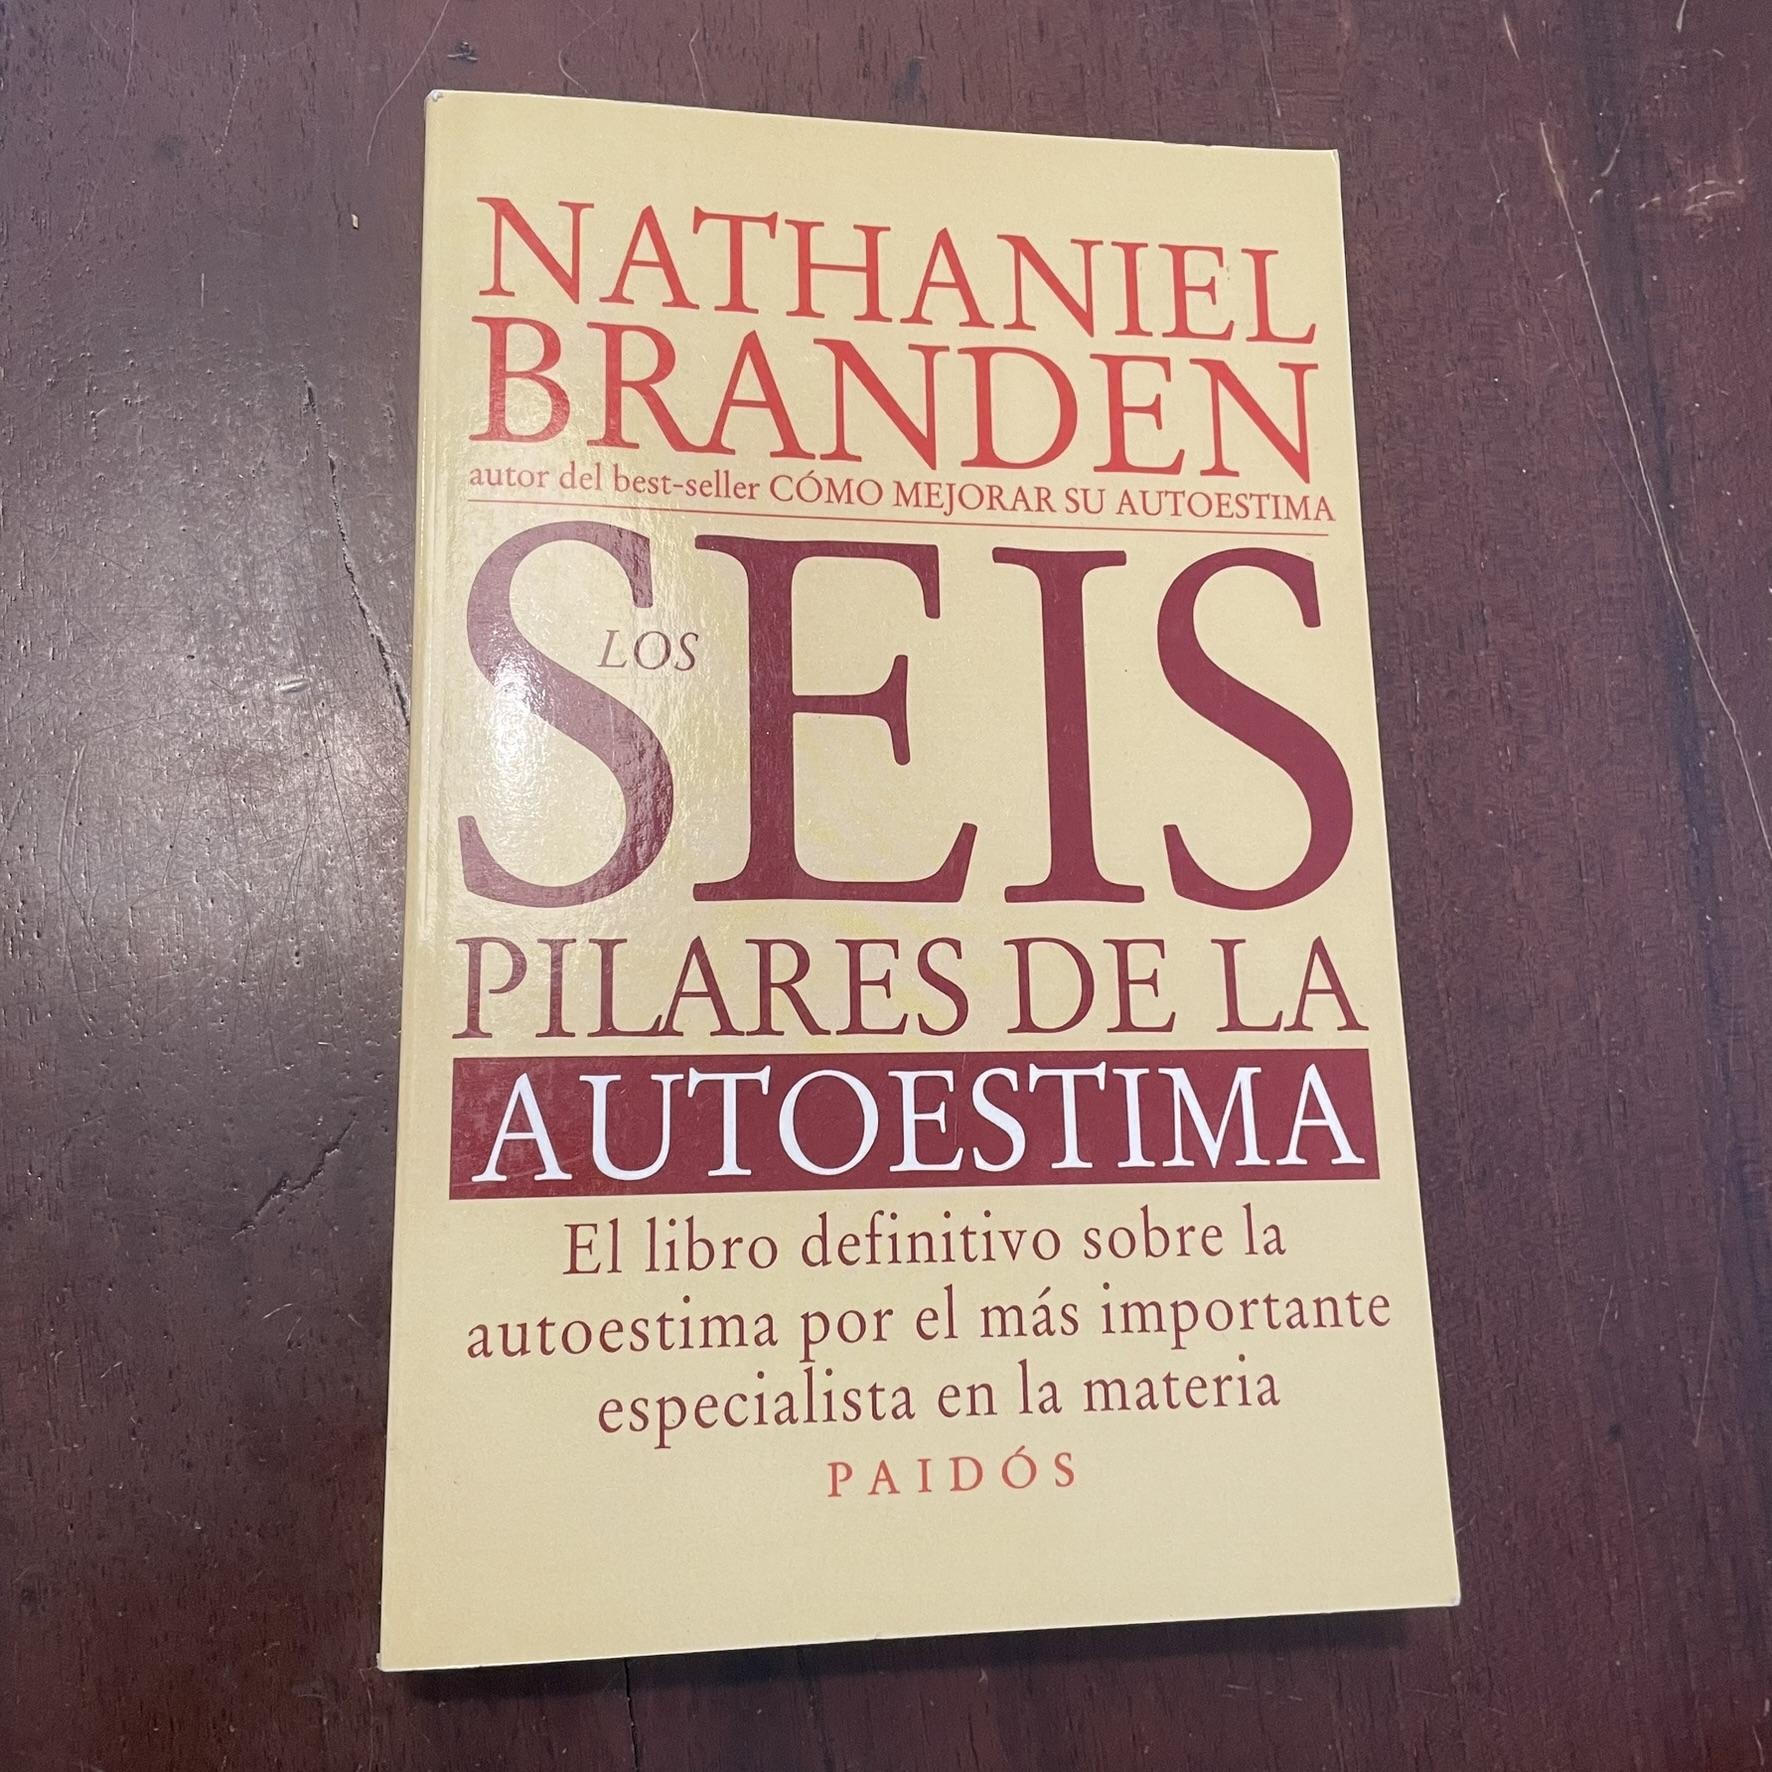 NATHANIEL
BRANDEN
autor del best-seller CÓMO MEJORAR SU AUTOESTIMA
LOS
SEIS
PILARES DE LA
AUTOESTIMA
El libro definitivo sobre la
autoestima por el más importante
especialista en la materia
PAIDÓS